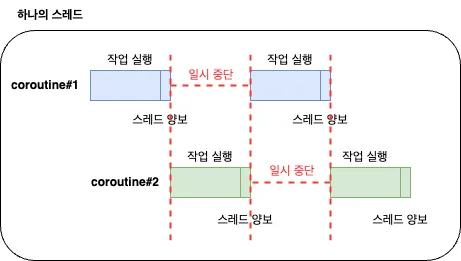 하나의 스레드
작업 실행
작업 실행
일시 중단
coroutine#1
스레드 양보
스레드 양보
작업 실행
작업 실행
일시 중단
coroutine#2
스레드 양보
스레드 양보